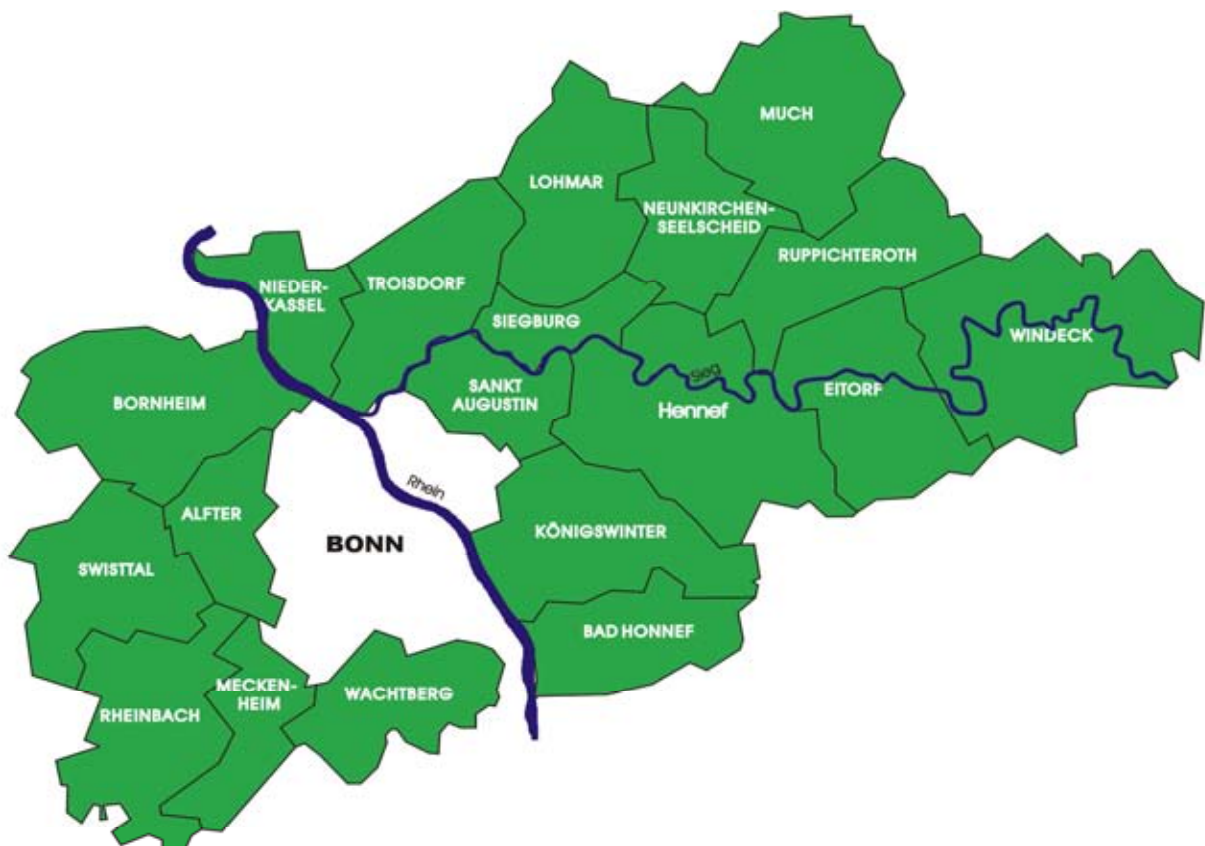 MUCH
LOHMAR
NEUNKIRCHEN-
SEELSCHEID
RUPPICHTEROTH
NIEDER-
KASSEL
TROISDORF
SIEGBURG
WINDECK
SANKT
AUGUSTIN
Sieg
EITORF
BORNHEIM
Hennef
Rhein
ALFTER
BONN
KÖNIGSWINTER
SWISTTAL
BAD HONNEF
MECKEN-
HEIM
WACHTBERG
RHEINBACH